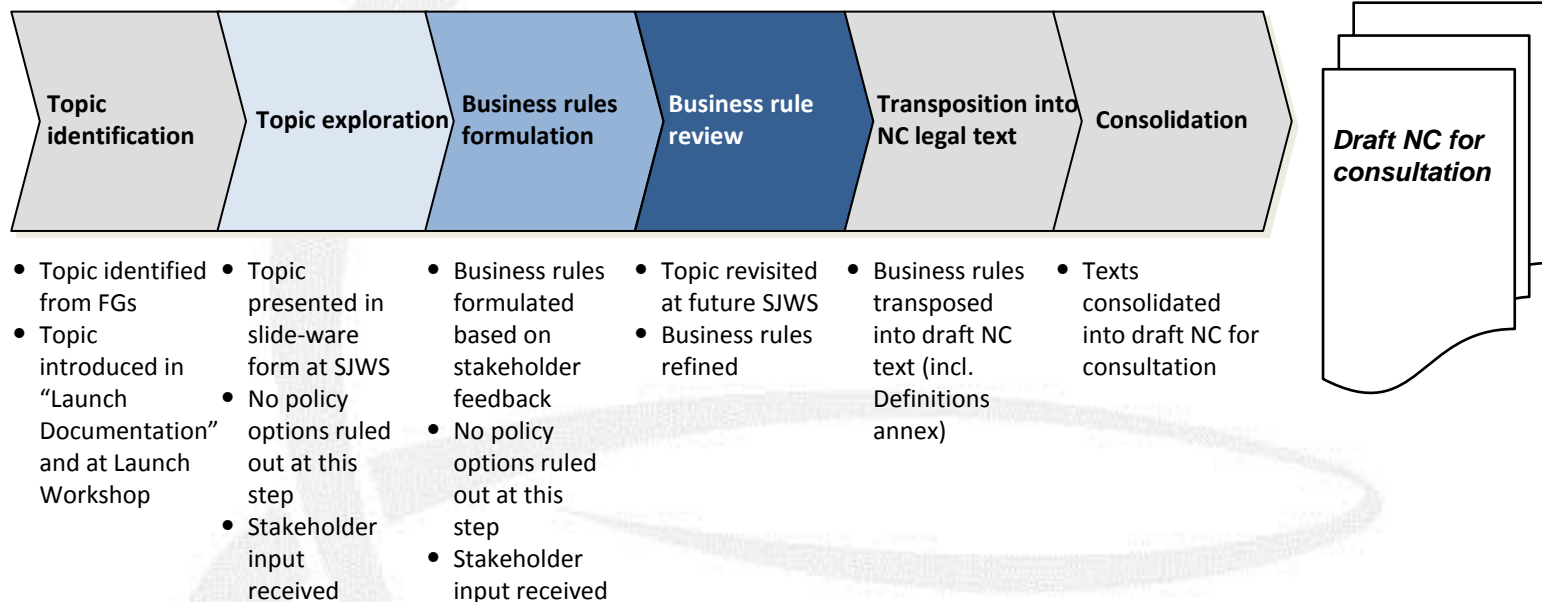 Topic
identification
Topic exploration
Business rules
formulation
Business rule
review
Transposition into
NC legal text
Consolidation
Draft NC for
consultation
• Topic identified
from FGs
• Topic
introduced in
“Launch
Documentation”
and at Launch
Workshop
• Topic
presented in
slide-ware
form at SJWS
• No policy
options ruled
out at this
step
• Stakeholder
input
received
• Business rules
formulated
based on
stakeholder
feedback
• No policy
options ruled
out at this
step
• Stakeholder
input received
• Topic revisited
at future SJWS
• Business rules
refined
• Business rules
transposed
into draft NC
text (incl.
Definitions
annex)
• Texts
consolidated
into draft NC for
consultation